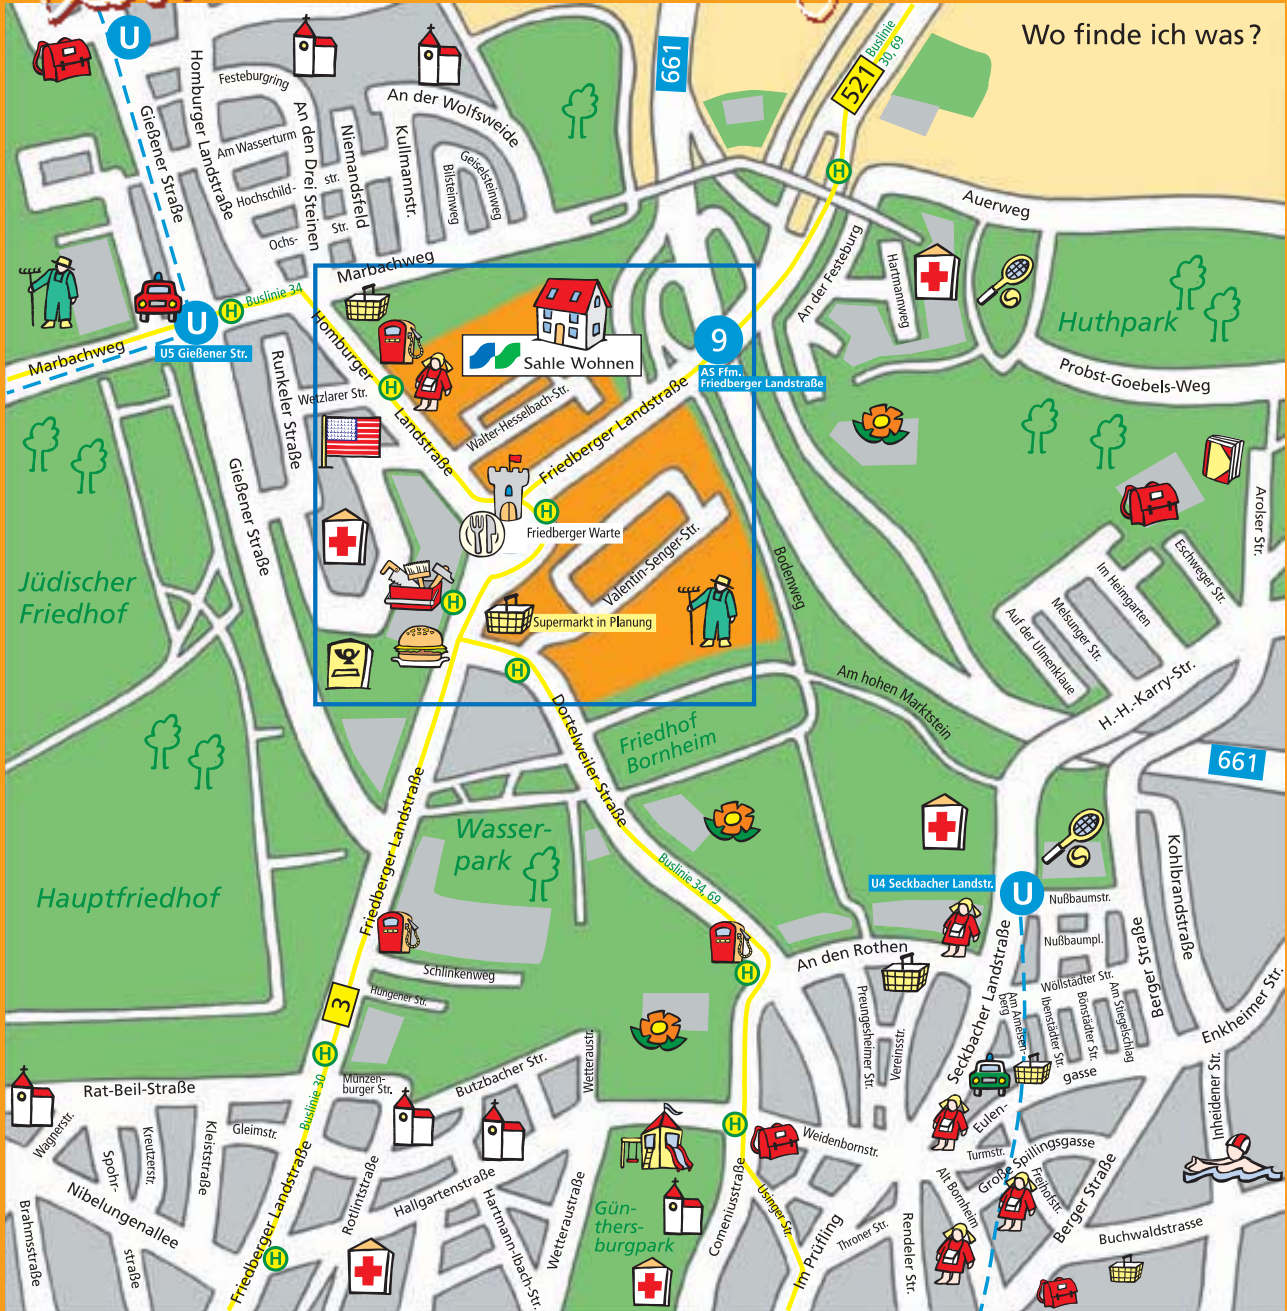 Wo finde ich was?
U
661
Buslinie
30, 69
521
Homburger Landstraße
Festeburgring
An der Wolfsweide
Gießener Straße
Am Wasserturm
An den Drei Steinen
Niemandsfeld
Kullmannstr.
Geiselsteinweg
Bilsteinweg
Hochschild-
str.
Ochs-
Str.
Marbachweg
H
Auerweg
An der Festeburg
Hartmannweg
Huthpark
Probst-Goebels-Weg
H
Buslinie 34
U
U5 Gießener Str.
Marbachweg
Homburger
Landstraße
H
Sahle Wohnen
9
AS Ffm.
Friedberger Landstraße
Wetzlarer Str.
Runkeler Straße
Walter-Hesselbach-Str.
Friedberger Landstraße
Gießener Straße
H
Friedberger Warte
Valentin-Senger-Str.
Bodenweg
Arolser Str.
Eschweger Str.
Im Heimgarten
Melsunger Str.
Auf der Ulmenklaue
H.-H.-Karry-Str.
Jüdischer
Friedhof
H
Supermarkt in Planung
H
Am hohen Marktstein
Dortelweiler Straße
Friedhof
Bornheim
661
Friedberger Landstraße
Wasser-
park
Buslinie 34, 69
Hauptfriedhof
U4 Seckbacher Landstr.
U
Nußbaumstr.
Nußbaumpl.
Kohlbrandstraße
Berger Straße
An den Rothen
H
Seckbacher Landstraße
Wöllstädter Str.
Am Ameisen-
berg
Ibenstädter Str.
Bönstädter Str.
Am Stiegelschlag
Enkheimer Str.
Schlinkenweg
Hungener Str.
3
Preungesheimer Str.
Vereinsstr.
H
Buslinie 30
Münzen-
burger Str.
Butzbacher Str.
Wetteraustr.
gasse
Eulen-
Inheidener Str.
Rat-Beil-Straße
Wagnerstr.
Kreutzerstr.
Kleiststraße
Gleimstr.
Spohr-
straße
Nibelungenallee
Brahmsstraße
Friedberger Landstraße
H
Rotlintstraße
Hallgartenstraße
Hartmann-Ibach-Str.
Wetteraustraße
Gün-
thers-
burgpark
H
Weidenbornstr.
Comeniusstraße
Usinger Str.
Im Prüfling
Throner Str.
Rendeler Str.
Turmstr.
Große Spillingsgasse
Alt Bornheim
Freihofstr.
Berger Straße
Buchwaldstrasse